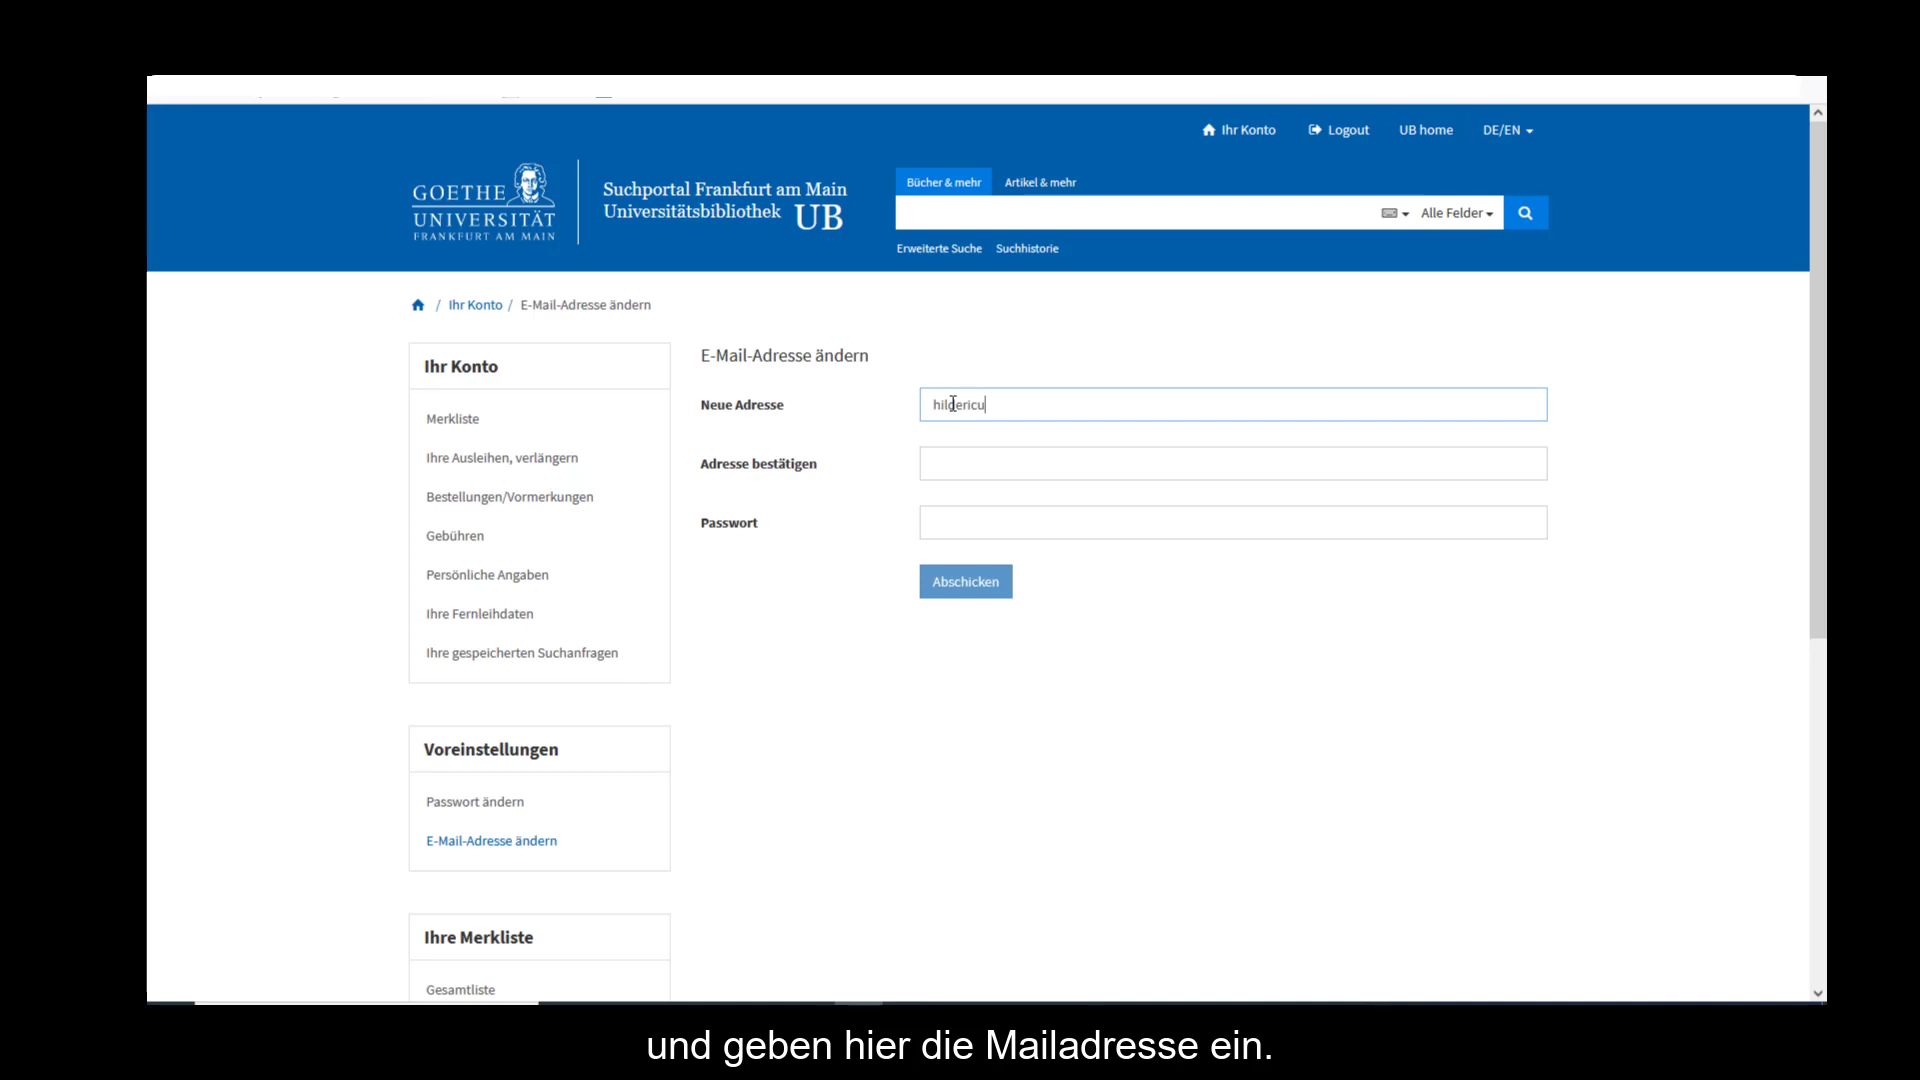 Ihr Konto
Logout
UB home
DE/EN
GOETHE
UNIVERSITÄT
FRANKFURT AM MAIN
Suchportal Frankfurt am Main
Universitätsbibliothek UB
Bücher & mehr
Artikel & mehr
Alle Felder
Erweiterte Suche
Suchhistorie
/ Ihr Konto / E-Mail-Adresse ändern
Ihr Konto
Merkliste
Ihre Ausleihen, verlängern
Bestellungen/Vormerkungen
Gebühren
Persönliche Angaben
Ihre Fernleihdaten
Ihre gespeicherten Suchanfragen
Voreinstellungen
Passwort ändern
E-Mail-Adresse ändern
Ihre Merkliste
Gesamtliste
E-Mail-Adresse ändern
Neue Adresse
Adresse bestätigen
Passwort
Abschicken
und geben hier die Mailadresse ein.